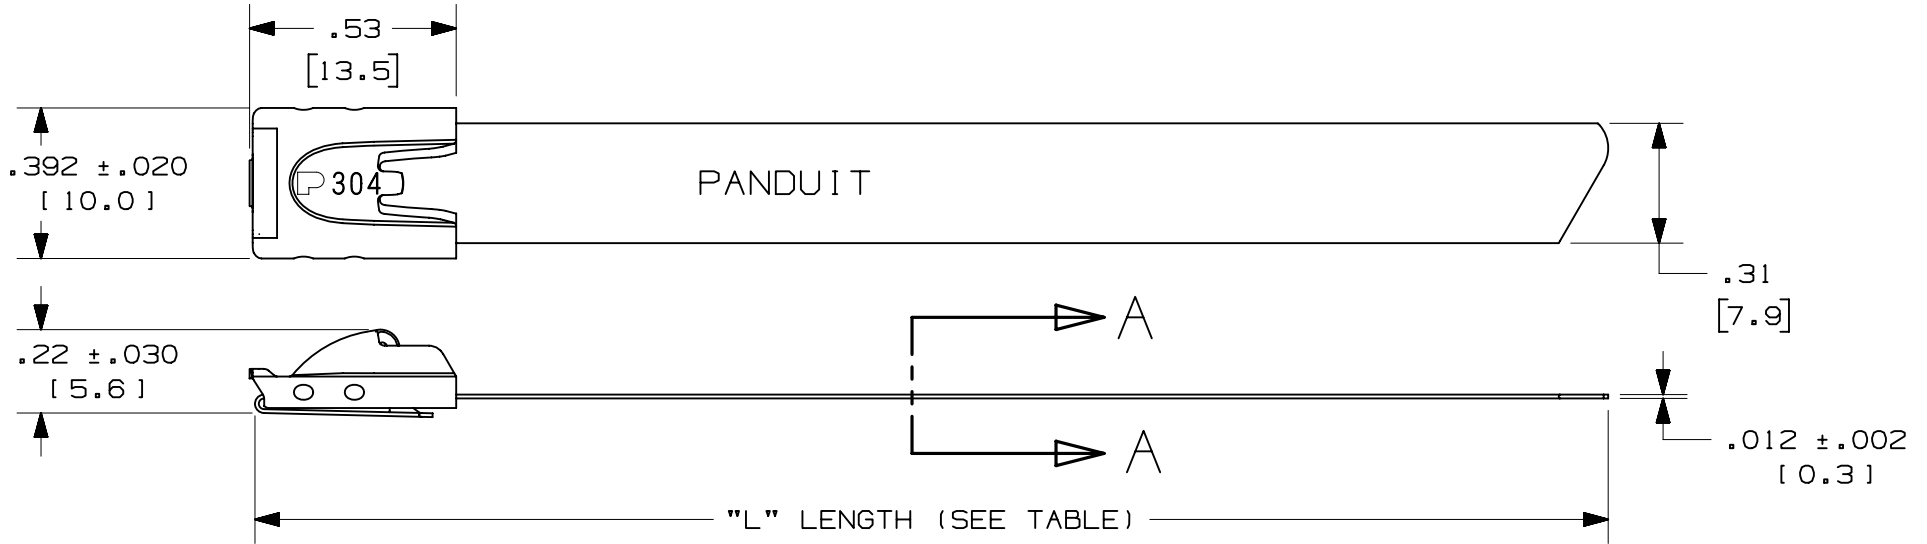 .53
[13.5]
.392 ±.020
[10.0]
P 304
PANDUIT
.31
[7.9]
.22 ±.030
[5.6]
A
A
.012 ±.002
[0.3]
"L" LENGTH (SEE TABLE)